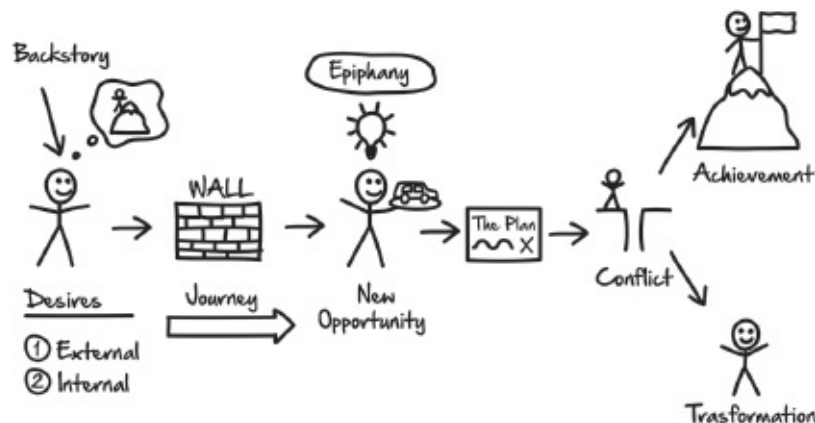 Backstory
Epiphany
WALL
The Plan
X
Achievement
Conflict
Desires
Journey
New
Opportunity
1 External
2 Internal
Trasformation